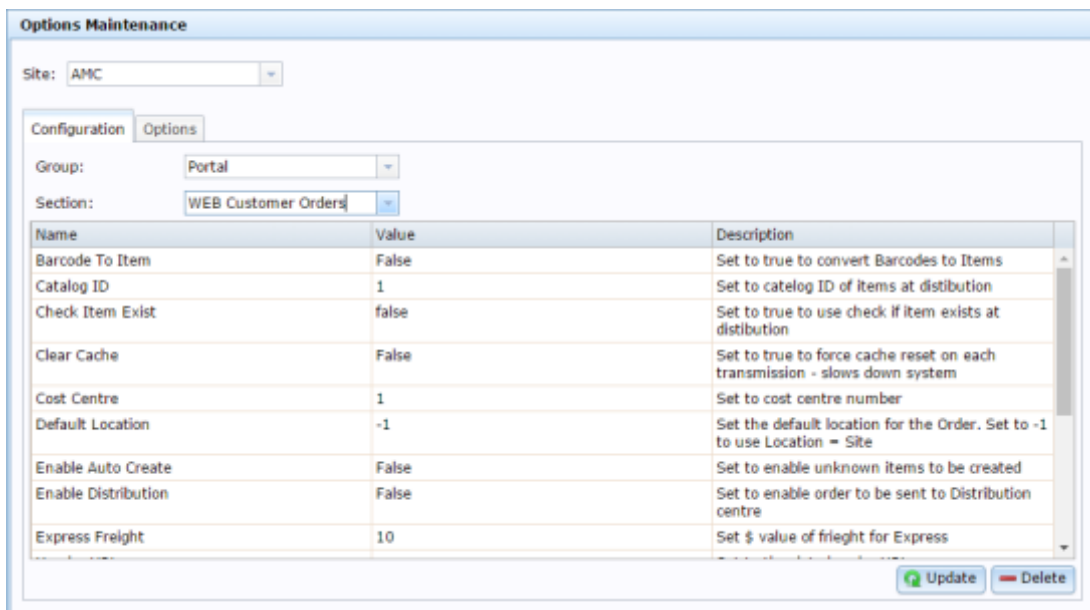 Options Maintenance
Site: AMC
Configuration Options
Group: Portal
Section: WEB Customer Orders
Name Value Description
Barcode To Item False Set to true to convert Barcodes to Items
Catalog ID 1 Set to catelog ID of items at distibution
Check Item Exist false Set to true to use check if item exists at
distibution
Clear Cache False Set to true to force cache reset on each
transmission - slows down system
Cost Centre 1 Set to cost centre number
Default Location -1 Set the default location for the Order. Set to -1
to use Location = Site
Enable Auto Create False Set to enable unknown items to be created
Enable Distribution False Set to enable order to be sent to Distribution
centre
Express Freight 10 Set $ value of frieght for Express
Update Delete